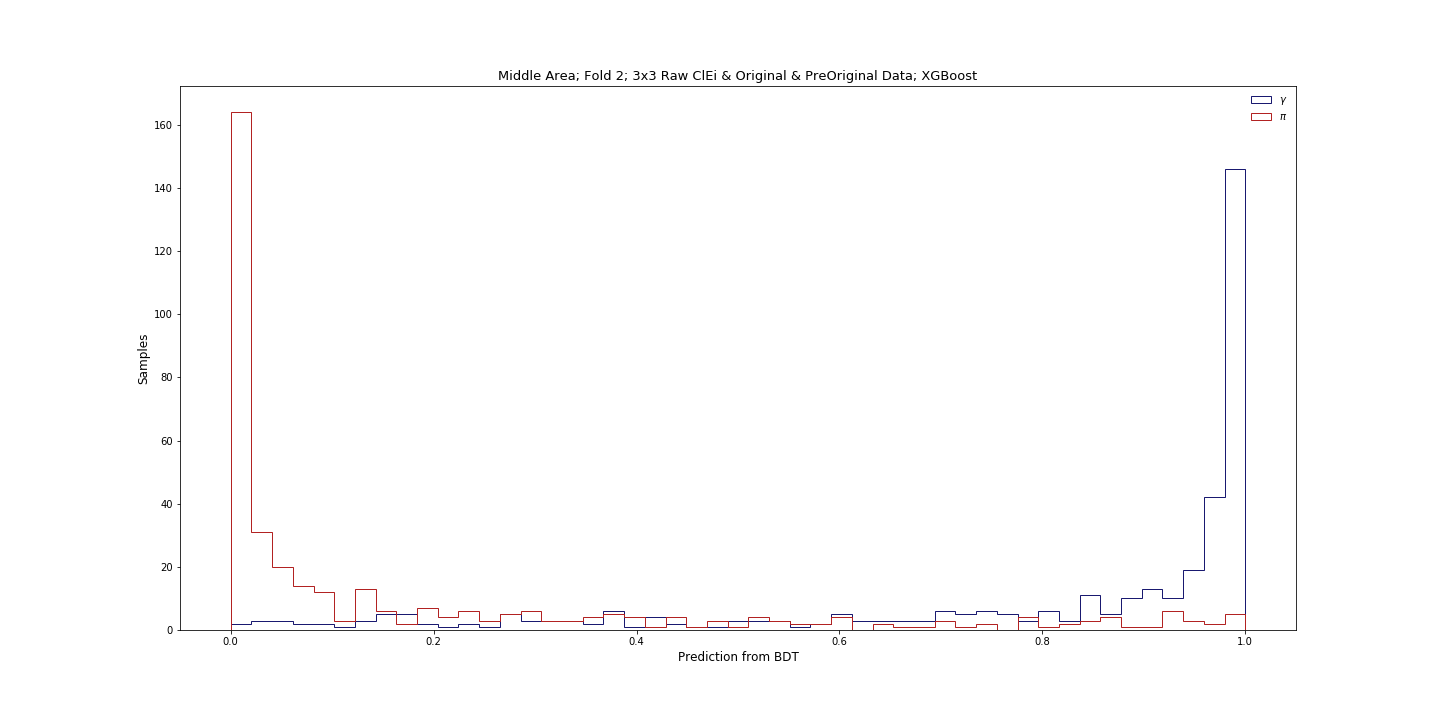 Middle Area; Fold 2; 3x3 Raw ClEi & Original & PreOriginal Data; XGBoost
γ
π
160
140
120
100
80
60
40
20
0
Samples
0.0 0.2 0.4 0.6 0.8 1.0
Prediction from BDT